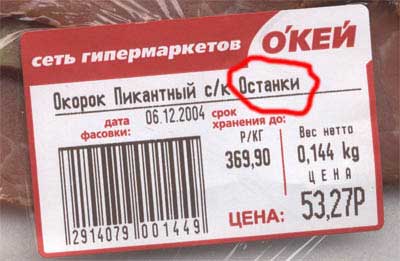 сеть гипермаркетов О'КЕЙ
Окорок Пикантный с/к Останки
дата фасовки: 06.12.2004 срок хранения до:
Р/КГ Вес нетто
369,90 0,144 kg
ЦЕНА
ЦЕНА: 53,27Р
2914079 001449